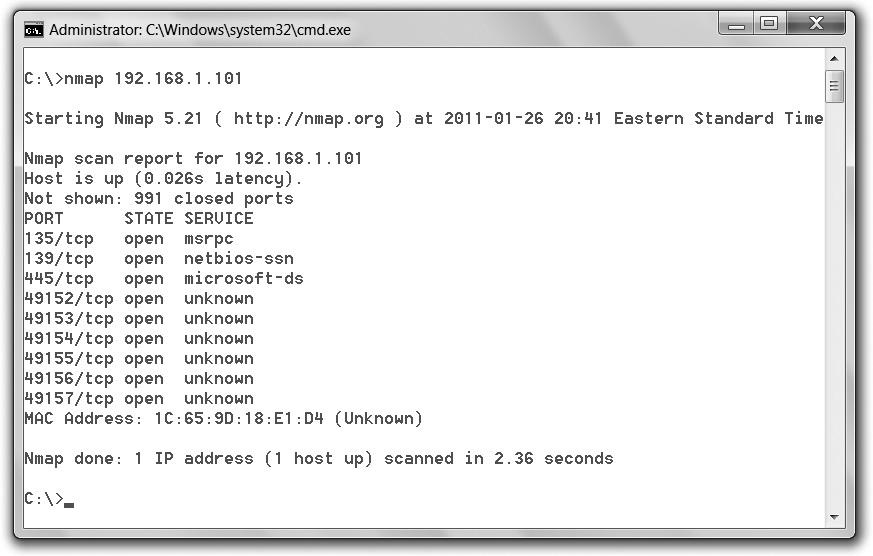 Administrator: C:\Windows\system32\cmd.exe
C:\>nmap 192.168.1.101
Starting Nmap 5.21 ( http://nmap.org ) at 2011-01-26 20:41 Eastern Standard Time
Nmap scan report for 192.168.1.101
Host is up (0.026s latency).
Not shown: 991 closed ports
PORT      STATE SERVICE
135/tcp   open  msrpc
139/tcp   open  netbios-ssn
445/tcp   open  microsoft-ds
49152/tcp open  unknown
49153/tcp open  unknown
49154/tcp open  unknown
49155/tcp open  unknown
49156/tcp open  unknown
49157/tcp open  unknown
MAC Address: 1C:65:9D:18:E1:D4 (Unknown)
Nmap done: 1 IP address (1 host up) scanned in 2.36 seconds
C:\>_